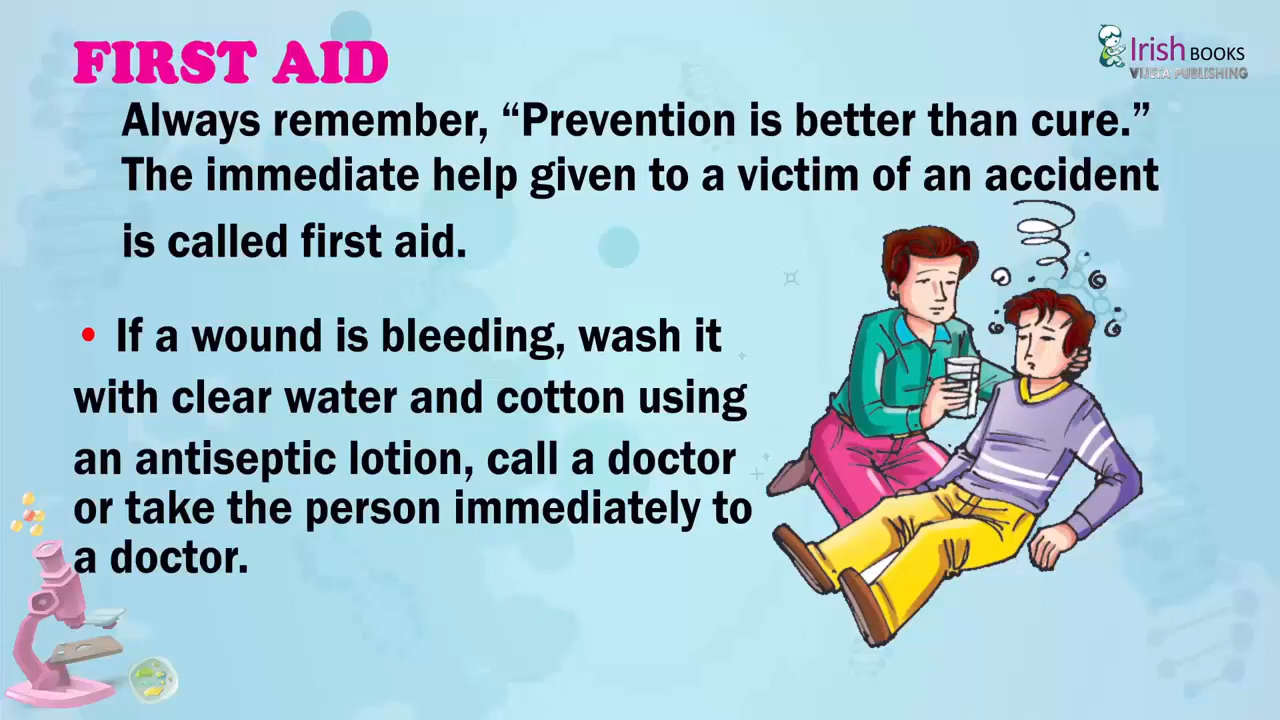 FIRST AID
Irish BOOKS
VIJETA PUBLISHING
Always remember, “Prevention is better than cure.”
The immediate help given to a victim of an accident
is called first aid.
• If a wound is bleeding, wash it
with clear water and cotton using
an antiseptic lotion, call a doctor
or take the person immediately to
a doctor.